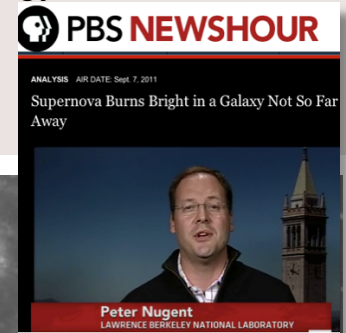 PBS NEWSHOUR
ANALYSIS AIR DATE: Sept. 7, 2011
Supernova Burns Bright in a Galaxy Not So Far
Away
Peter Nugent
LAWRENCE BERKELEY NATIONAL LABORATORY